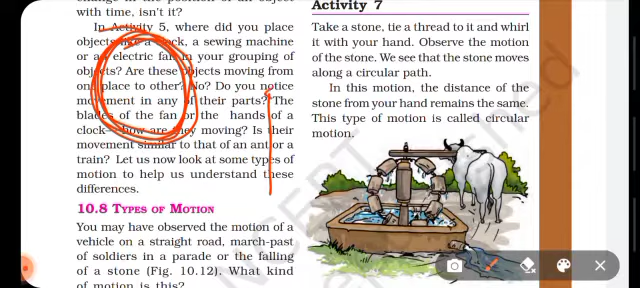 change in the position of an object
with time, isn't it?
In Activity 5, where did you place
objects like a clock, a sewing machine
or an electric fan in your grouping of
objects? Are these objects moving from
one place to other? No? Do you notice
movement in any of their parts? The
blades of the fan or the hands of a
clock— how are they moving? Is their
movement similar to that of an ant or a
train? Let us now look at some types of
motion to help us understand these
differences.
10.8 TYPES OF MOTION
You may have observed the motion of a
vehicle on a straight road, march-past
of soldiers in a parade or the falling
of a stone (Fig. 10.12). What kind
of motion is this?
Activity 7
Take a stone, tie a thread to it and whirl
it with your hand. Observe the motion
of the stone. We see that the stone moves
along a circular path.
In this motion, the distance of the
stone from your hand remains the same.
This type of motion is called circular
motion.